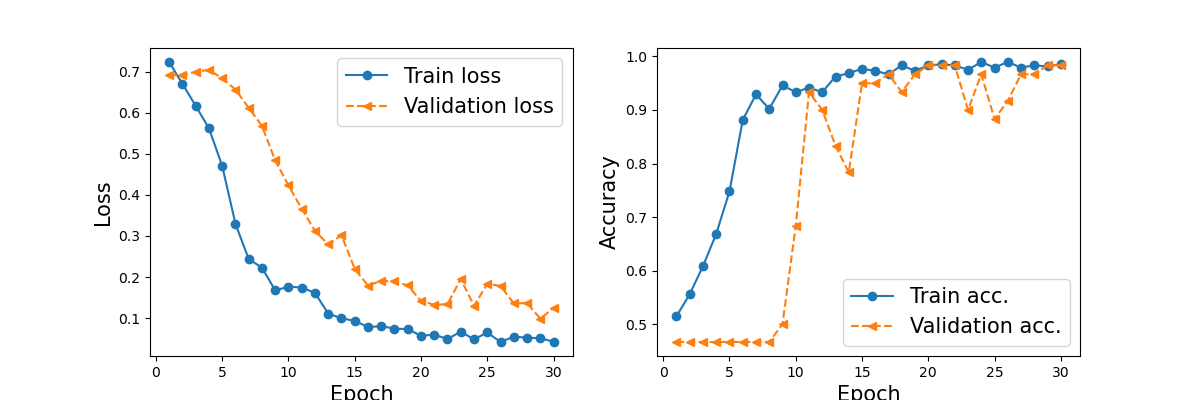 Train loss
Validation loss
0.7
0.6
0.5
0.4
0.3
0.2
0.1
Loss
0 5 10 15 20 25 30
Epoch
1.0
0.9
0.8
0.7
0.6
0.5
Accuracy
Train acc.
Validation acc.
0 5 10 15 20 25 30
Epoch